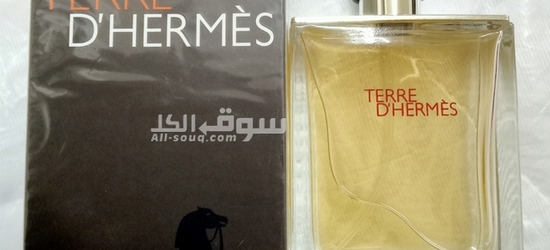 TERRE
D'HERMÈS
TERRE
D'HERMÈS
سوق الكل
All-souq.com